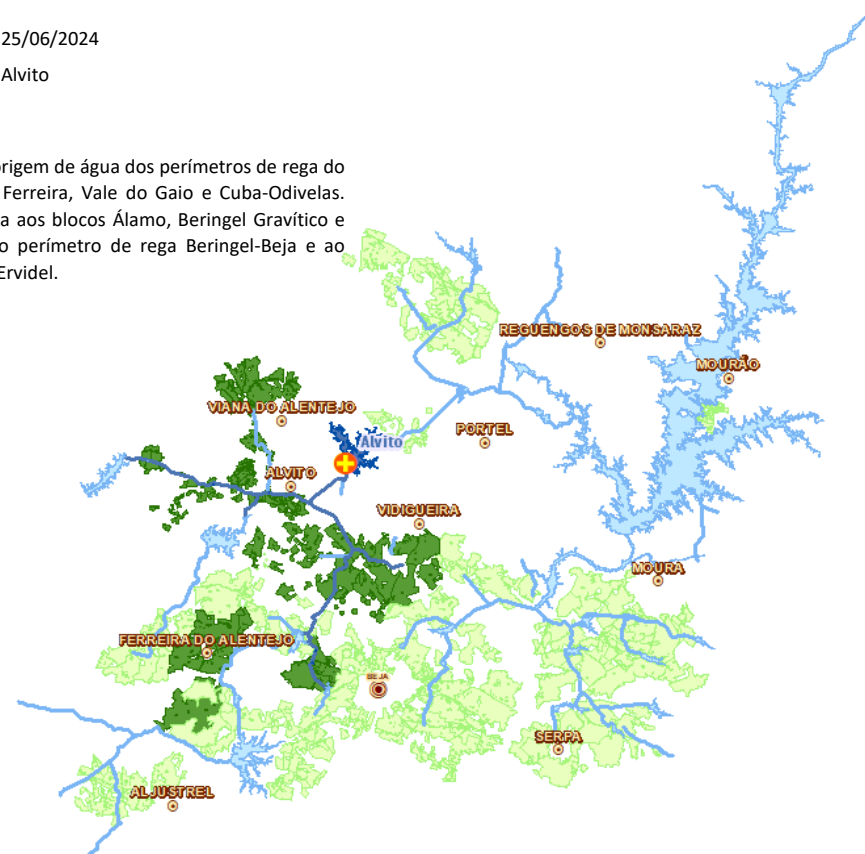 25/06/2024
Alvito
origem de água dos perímetros de rega do
Ferreira, Vale do Gaio e Cuba-Odivelas.
a aos blocos Álamo, Beringel Gravítico e
o perímetro de rega Beringel-Beja e ao
Ervidel.
REGUENGOS DE MONSARAZ
MOURÃO
VIANA DO ALENTEJO
Alvito
PORTEL
ALVITO
VIDIGUEIRA
MOURA
FERREIRA DO ALENTEJO
BEJA
SERPA
ALJUSTREL